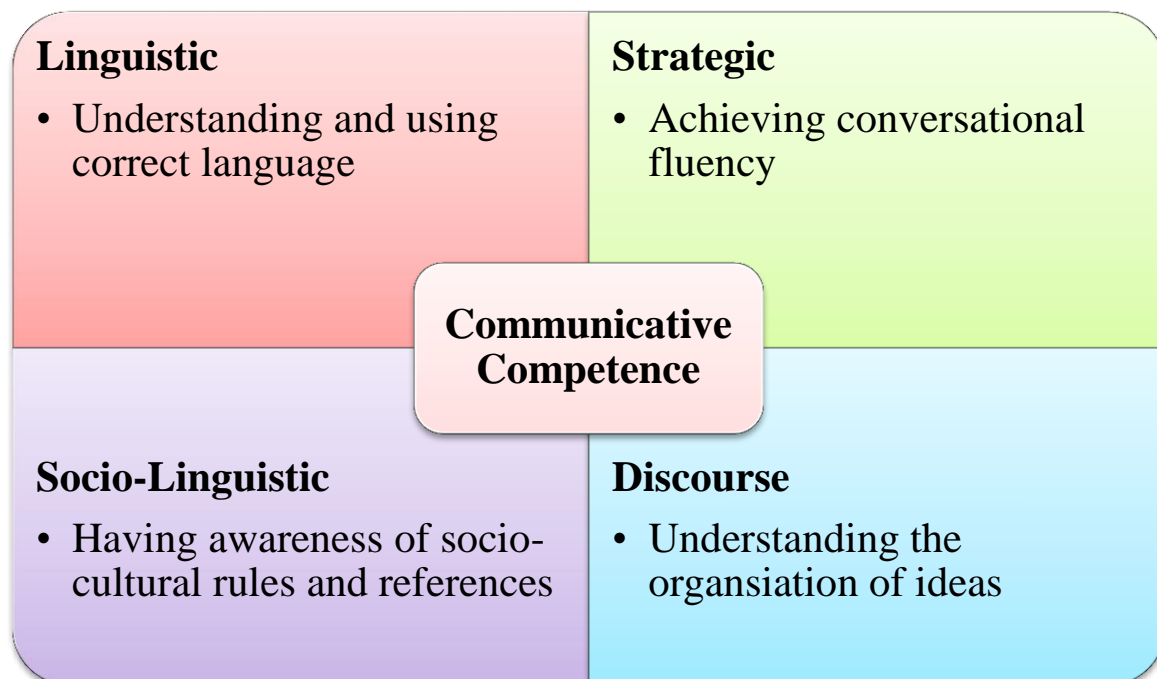 Linguistic
• Understanding and using
correct language
Strategic
• Achieving conversational
fluency
Communicative
Competence
Socio-Linguistic
• Having awareness of socio-
cultural rules and references
Discourse
• Understanding the
organsiation of ideas